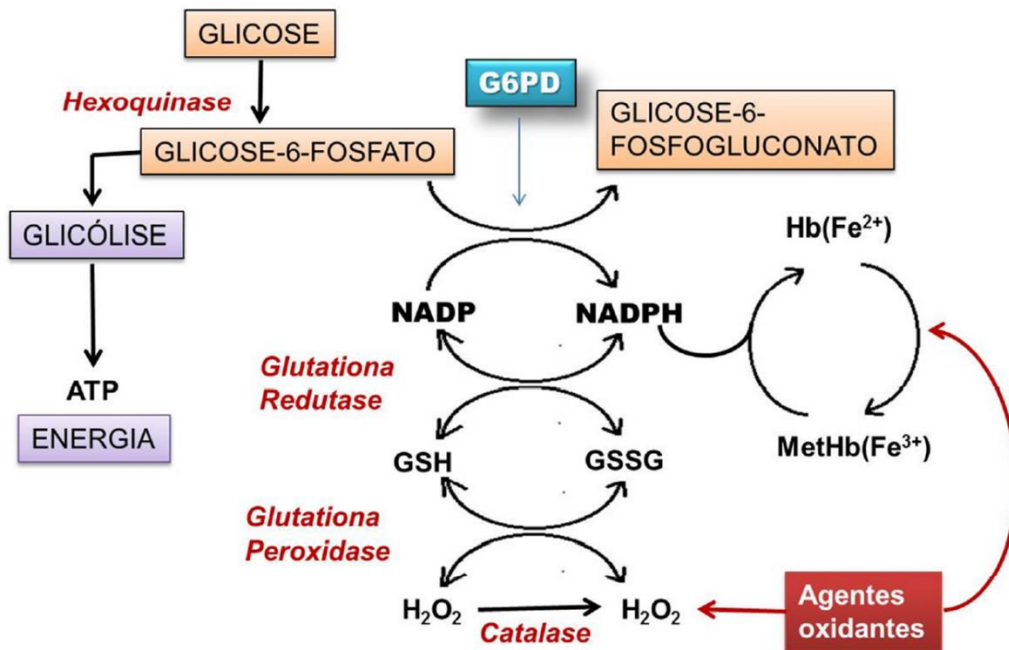 GLICOSE
Hexoquinase
G6PD
GLICOSE-6-FOSFATO
GLICOSE-6-
FOSFOGLUCONATO
GLICÓLISE
Hb(Fe²⁺)
NADP
NADPH
Glutationa
Redutase
ATP
ENERGIA
MetHb(Fe³⁺)
GSH
GSSG
Glutationa
Peroxidase
H₂O₂
Catalase
H₂O₂
Agentes
oxidantes